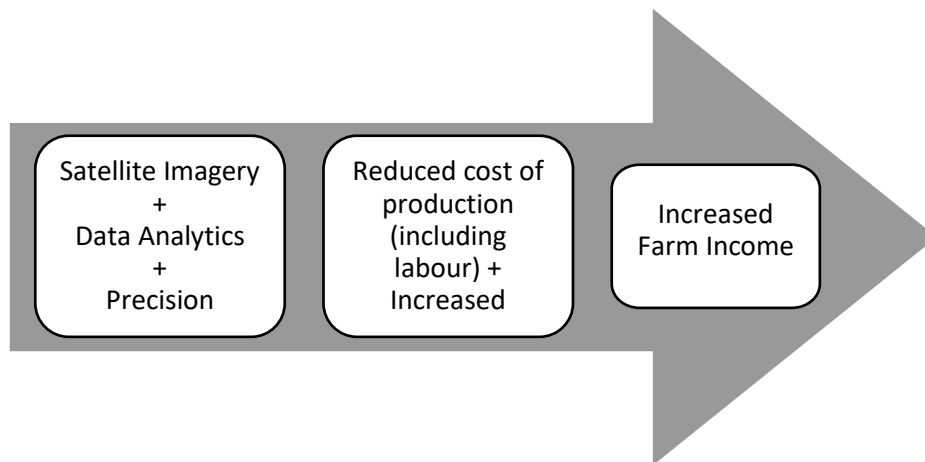 Satellite Imagery
+
Data Analytics
+
Precision
Reduced cost of
production
(including
labour) +
Increased
Increased
Farm Income